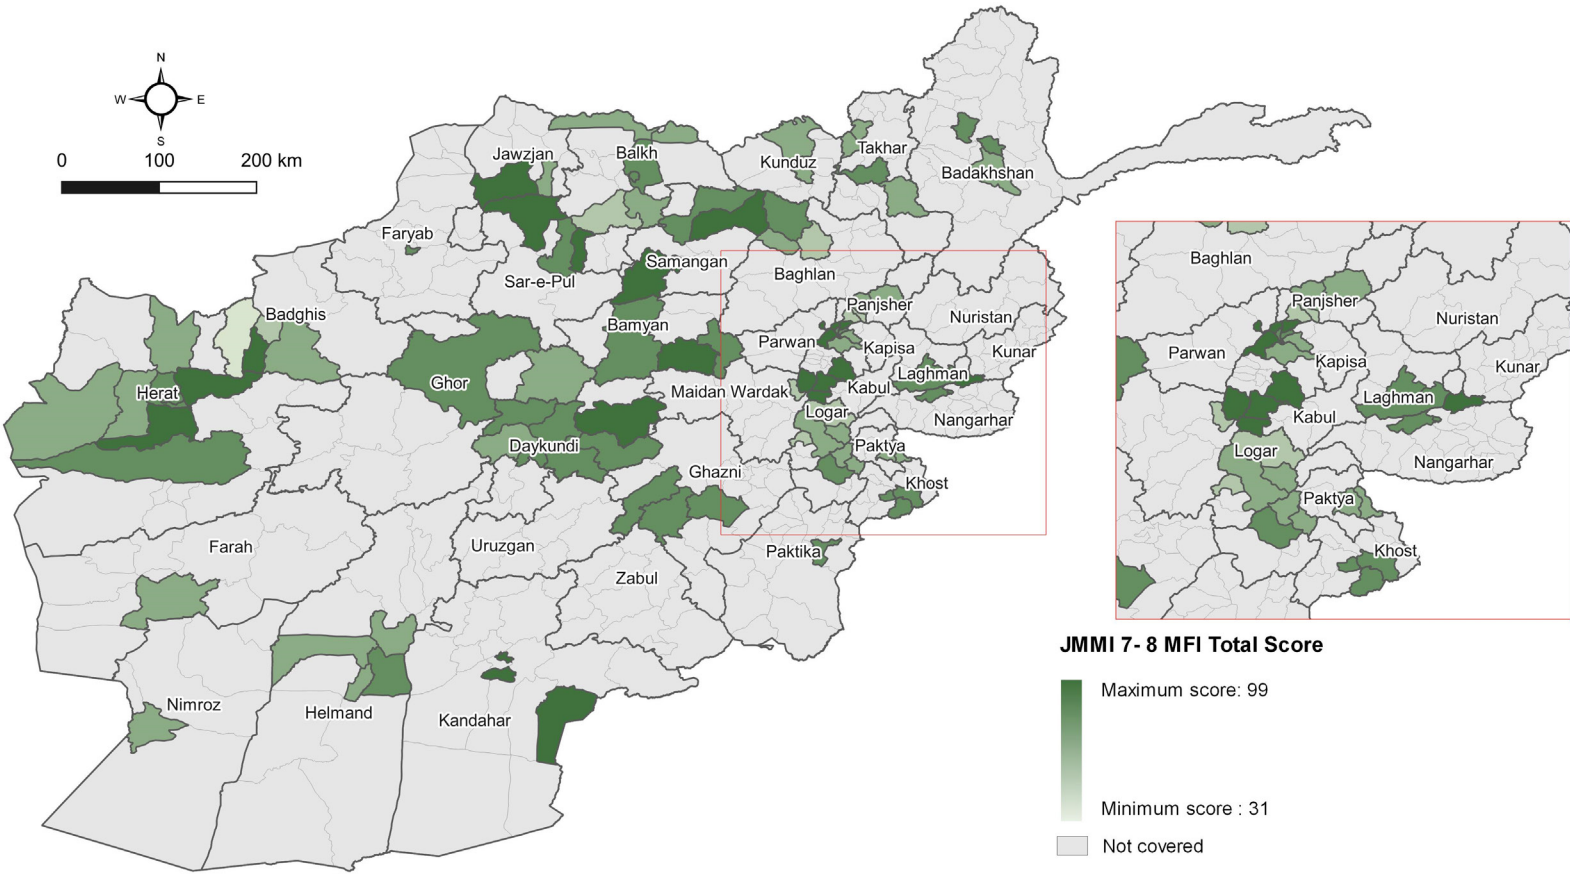 N
W E
S
0 100 200 km
Jawzjan
Balkh
Kunduz
Takhar
Badakhshan
Faryab
Sar-e-Pul
Samangan
Baghlan
Badghis
Bamyan
Panjsher
Nuristan
Parwan
Kapisa
Kunar
Herat
Ghor
Maidan Wardak
Kabul
Laghman
Logar
Nangarhar
Daykundi
Paktya
Ghazni
Khost
Farah
Uruzgan
Paktika
Zabul
Nimroz
Helmand
Kandahar
Baghlan
Panjsher
Nuristan
Parwan
Kapisa
Kunar
Laghman
Kabul
Logar
Nangarhar
Paktya
Khost
JMMI 7- 8 MFI Total Score
Maximum score: 99
Minimum score : 31
Not covered